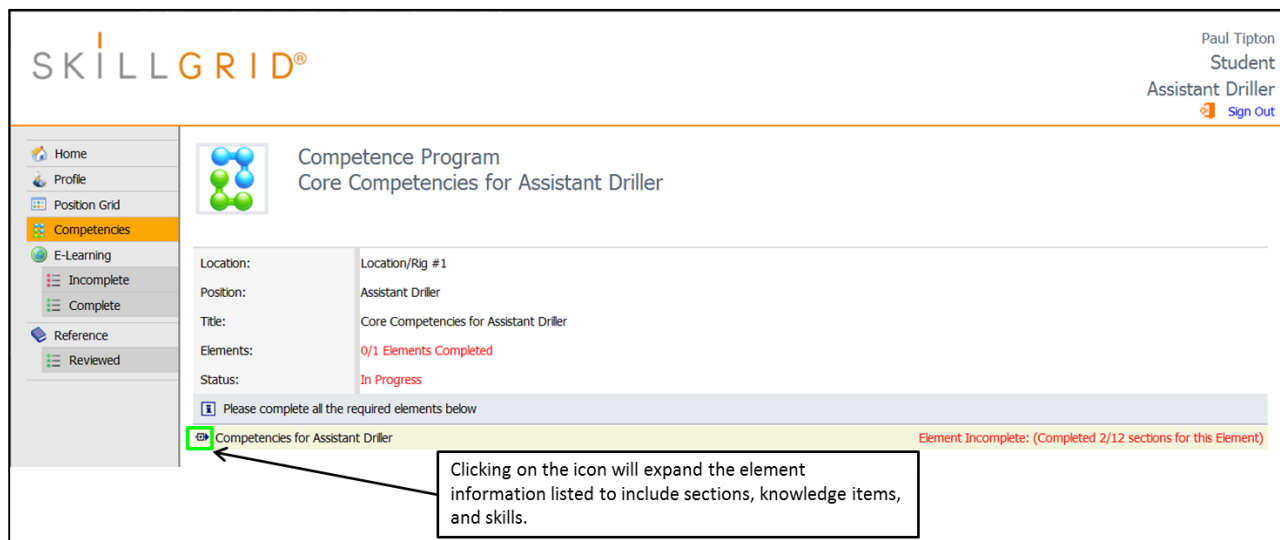 SKILLGRID®
Paul Tipton
Student
Assistant Driller
Sign Out
Home
Profile
Position Grid
Competencies
E-Learning
Incomplete
Complete
Reference
Reviewed
Competence Program
Core Competencies for Assistant Driller
Location: Location/Rig #1
Position: Assistant Driller
Title: Core Competencies for Assistant Driller
Elements: 0/1 Elements Completed
Status: In Progress
Please complete all the required elements below
Competencies for Assistant Driller Element Incomplete: (Completed 2/12 sections for this Element)
Clicking on the icon will expand the element
information listed to include sections, knowledge items,
and skills.